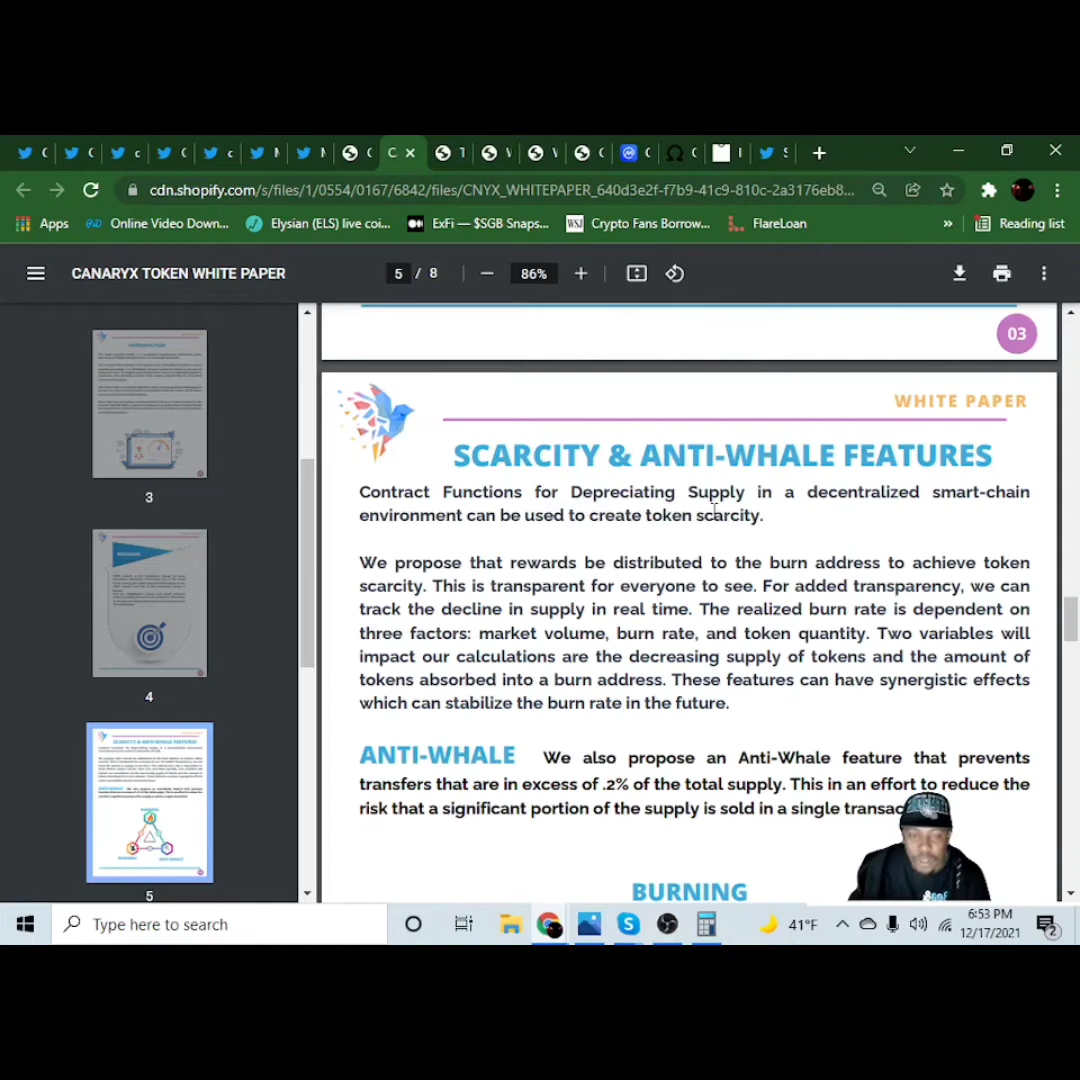 cdn.shopify.com/s/files/1/0554/0167/6842/files/CNYX_WHITEPAPER_640d3e2f-f7b9-41c9-810c-2a3176eb8...
Apps Online Video Down... Elysian (ELS) live coi... ExFi — $SGB Snaps... WSJ Crypto Fans Borrow... FlareLoan » Reading list
CANARYX TOKEN WHITE PAPER 5 / 8 — 86% +
03
WHITE PAPER
SCARCITY & ANTI-WHALE FEATURES
Contract Functions for Depreciating Supply in a decentralized smart-chain
environment can be used to create token scarcity.
We propose that rewards be distributed to the burn address to achieve token
scarcity. This is transparent for everyone to see. For added transparency, we can
track the decline in supply in real time. The realized burn rate is dependent on
three factors: market volume, burn rate, and token quantity. Two variables will
impact our calculations are the decreasing supply of tokens and the amount of
tokens absorbed into a burn address. These features can have synergistic effects
which can stabilize the burn rate in the future.
ANTI-WHALE We also propose an Anti-Whale feature that prevents
transfers that are in excess of .2% of the total supply. This in an effort to reduce the
risk that a significant portion of the supply is sold in a single transac
BURNING
3
4
5
Type here to search
41°F
6:53 PM
12/17/2021
2